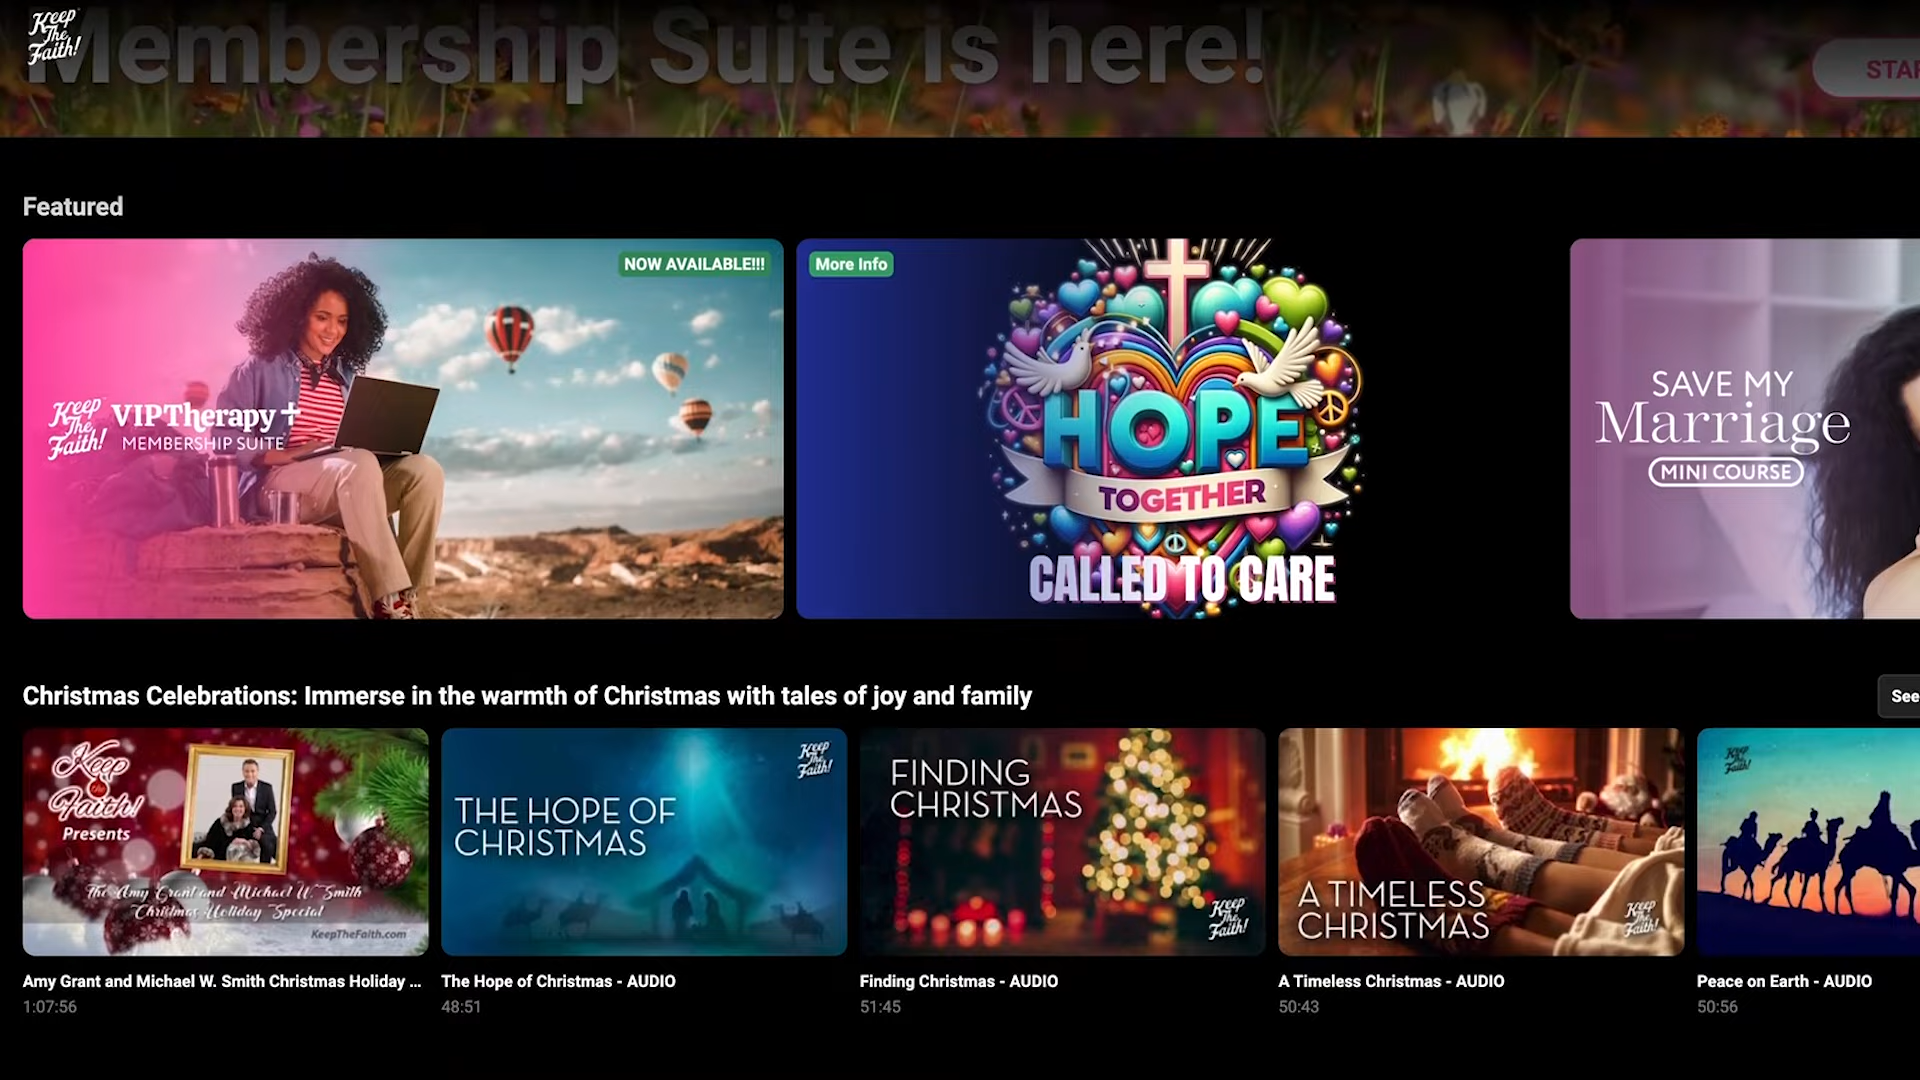 Keep
The
Faith!
Membership Suite is here!
STAR
Featured
NOW AVAILABLE!!!
Keep
The
Faith!
VIPTherapy+
MEMBERSHIP SUITE
More Info
HOPE
TOGETHER
CALLED TO CARE
SAVE MY
Marriage
MINI COURSE
Christmas Celebrations: Immerse in the warmth of Christmas with tales of joy and family
See
Keep
the
Faith!
Presents
The Amy Grant and Michael W. Smith
Christmas Holiday Special
KeepTheFaith.com
Keep
The
Faith!
THE HOPE OF
CHRISTMAS
FINDING
CHRISTMAS
Keep
The
Faith!
A TIMELESS
CHRISTMAS
Keep
The
Faith!
Keep
The
Faith!
Amy Grant and Michael W. Smith Christmas Holiday ...
1:07:56
The Hope of Christmas - AUDIO
48:51
Finding Christmas - AUDIO
51:45
A Timeless Christmas - AUDIO
50:43
Peace on Earth - AUDIO
50:56